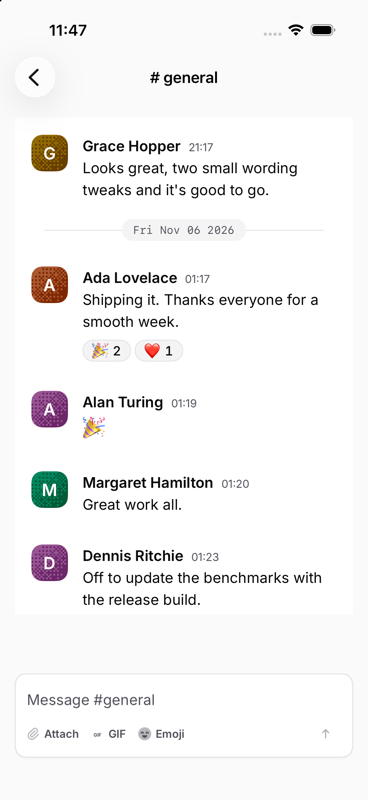 11:47
# general
G
Grace Hopper 21:17
Looks great, two small wording
tweaks and it's good to go.
Fri Nov 06 2026
A
Ada Lovelace 01:17
Shipping it. Thanks everyone for a
smooth week.
🎉 2 ❤️ 1
A
Alan Turing 01:19
🎉
M
Margaret Hamilton 01:20
Great work all.
D
Dennis Ritchie 01:23
Off to update the benchmarks with
the release build.
Message #general
Attach GIF GIF Emoji